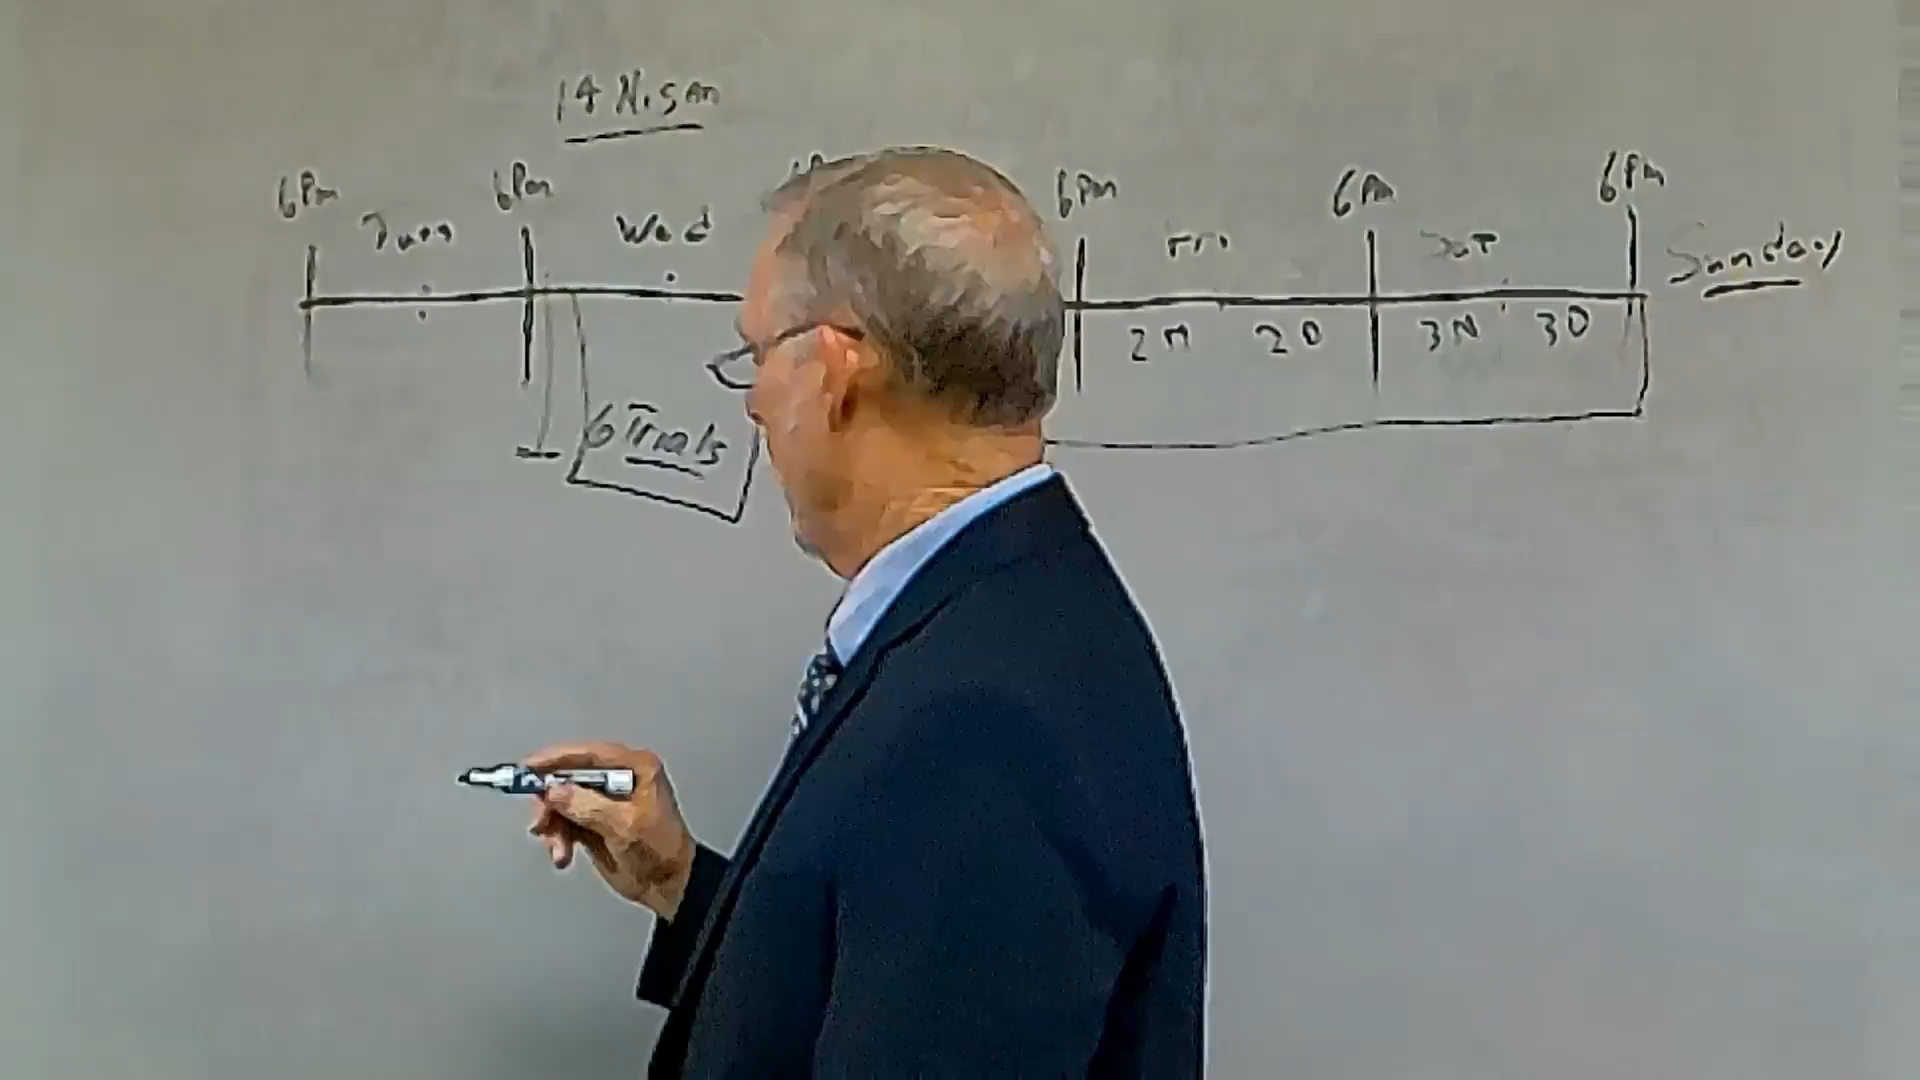 14 Nisan
6Pm 6Pm 6Pm 6Pm 6Pm
Tues Wed Fri Sat Sunday
2N 2D 3N 3D
6 Trials